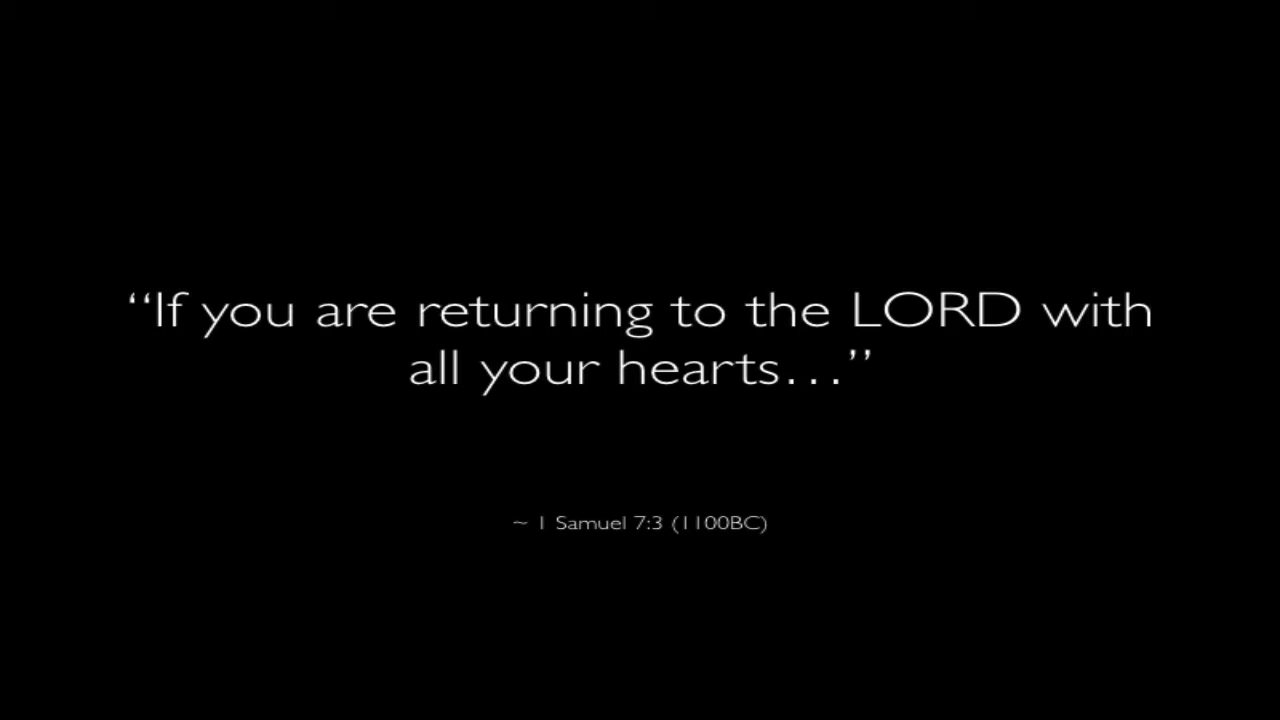 “If you are returning to the LORD with
all your hearts…”
~ 1 Samuel 7:3 (1100BC)